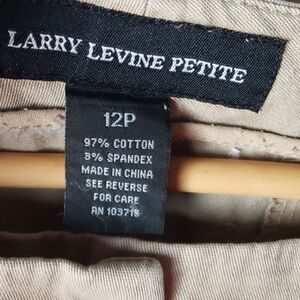 LARRY LEVINE PETITE
12P
97% COTTON
3% SPANDEX
MADE IN CHINA
SEE REVERSE
FOR CARE
RN 103718